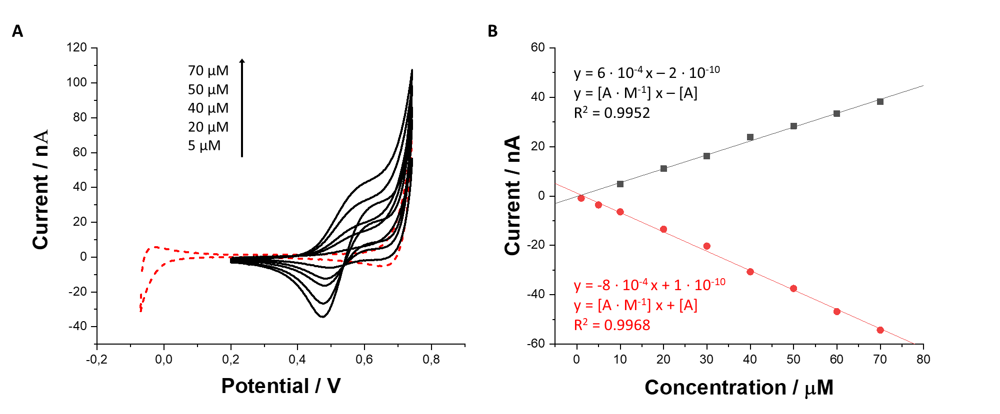 A
120
100
80
60
40
20
0
-20
-40
-0,2
0,0
0,2
0,4
0,6
0,8
Current / nA
Potential / V
70 µM
50 µM
40 µM
20 µM
5 µM
B
60
40
20
0
-20
-40
-60
0
10
20
30
40
50
60
70
80
Current / nA
Concentration / µM
y = 6 · 10⁻⁴ x – 2 · 10⁻¹⁰
y = [A · M⁻¹] x – [A]
R² = 0.9952
y = -8 · 10⁻⁴ x + 1 · 10⁻¹⁰
y = [A · M⁻¹] x + [A]
R² = 0.9968